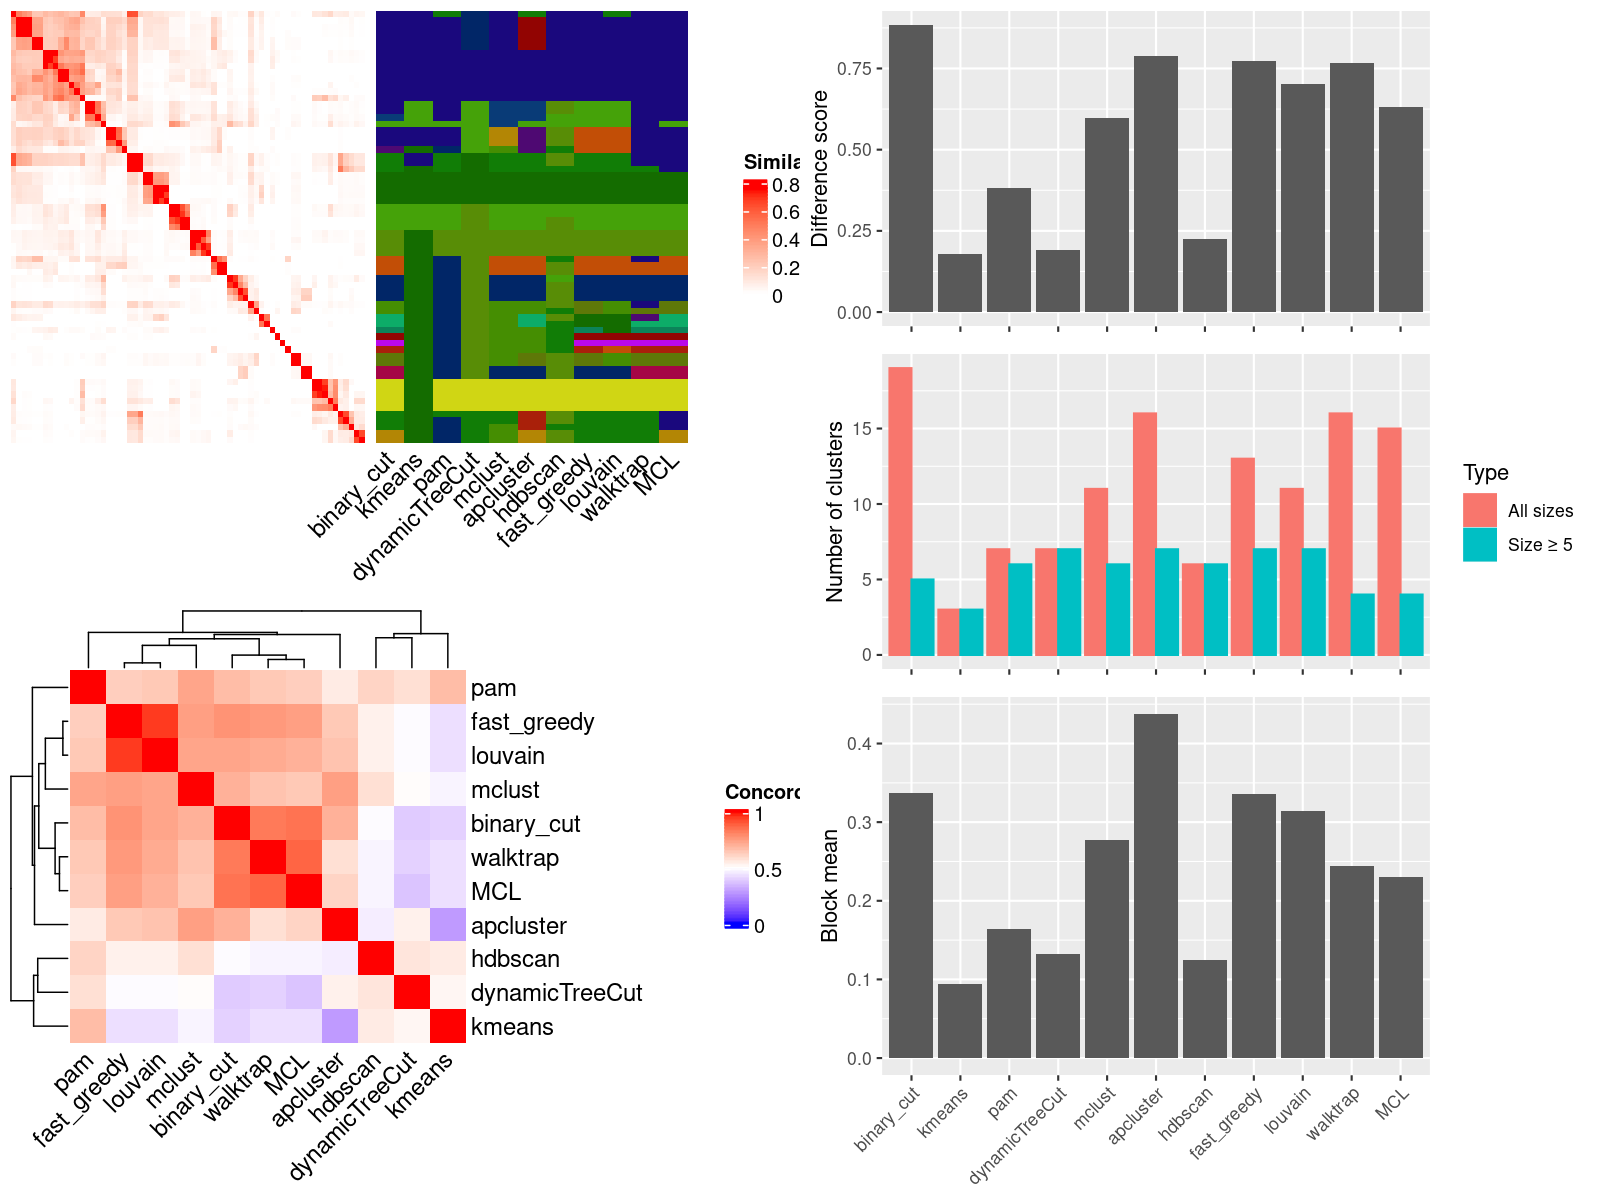 Simila
0.8
0.6
0.4
0.2
0
binary_cut
kmeans
pam
dynamicTreeCut
mclust
apcluster
hdbscan
fast_greedy
louvain
walktrap
MCL
Difference score
0.75
0.50
0.25
0.00
Number of clusters
15
10
5
0
Type
All sizes
Size ≥ 5
pam
fast_greedy
louvain
mclust
binary_cut
walktrap
MCL
apcluster
hdbscan
dynamicTreeCut
kmeans
pam
fast_greedy
louvain
mclust
binary_cut
walktrap
MCL
apcluster
hdbscan
dynamicTreeCut
kmeans
Concord
1
0.5
0
Block mean
0.4
0.3
0.2
0.1
0.0
binary_cut
kmeans
pam
dynamicTreeCut
mclust
apcluster
hdbscan
fast_greedy
louvain
walktrap
MCL